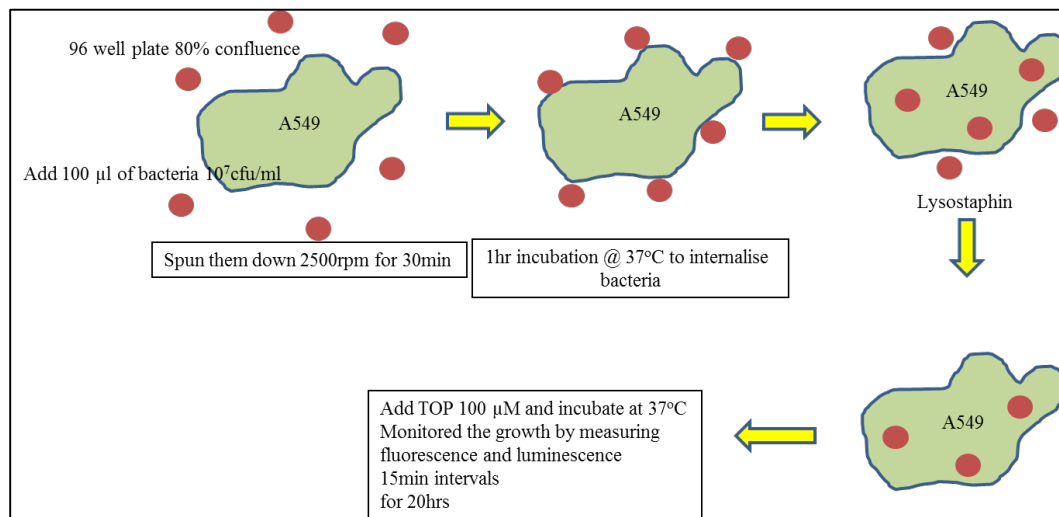 96 well plate 80% confluence
A549
Add 100 µl of bacteria 10⁷cfu/ml
Spun them down 2500rpm for 30min
A549
1hr incubation @ 37ᵒC to internalise
bacteria
A549
Lysostaphin
A549
Add TOP 100 µM and incubate at 37ᵒC
Monitored the growth by measuring
fluorescence and luminescence
15min intervals
for 20hrs